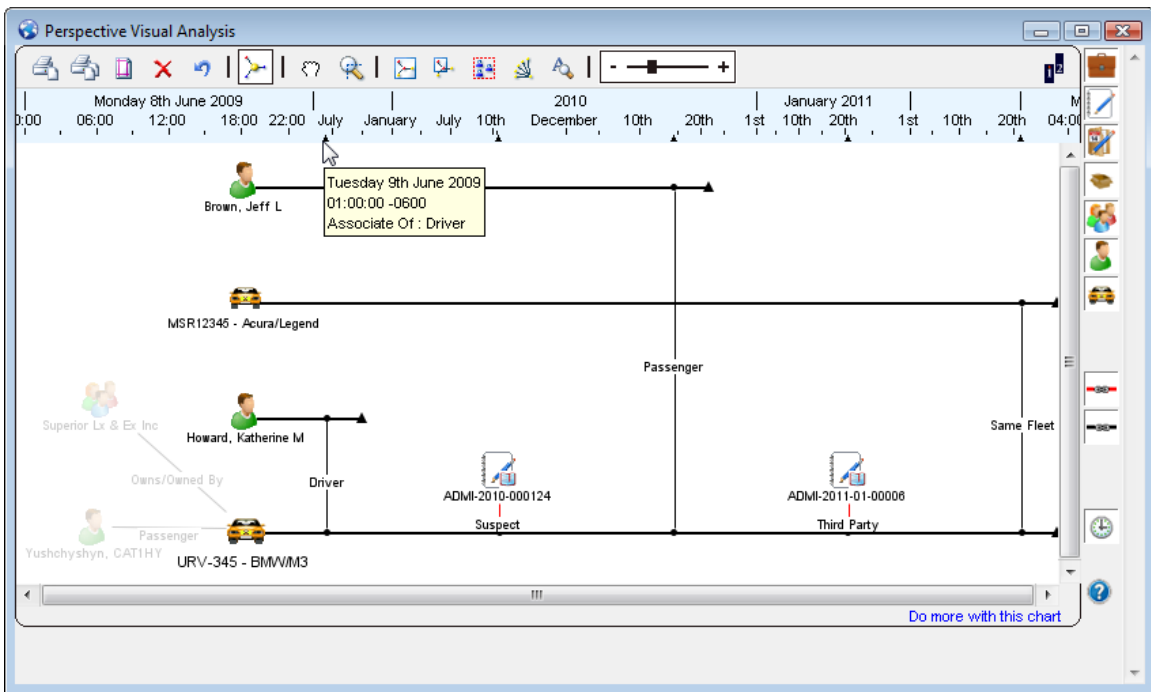 Perspective Visual Analysis
- +
i2
Monday 8th June 2009 2010 January 2011
0:00 06:00 12:00 18:00 22:00 July January July 10th December 10th 20th 1st 10th 20th 1st 10th 20th 04:00
Tuesday 9th June 2009
01:00:00 -0600
Associate Of : Driver
Brown, Jeff L
MSR12345 - Acura/Legend
Passenger
Superior Lx & Ex Inc
Howard, Katherine M
Same Fleet
Owns/Owned By
Driver
ADMI-2010-000124
ADMI-2011-01-00006
Passenger
Suspect
Third Party
Yushchyshyn, CAT1HY
URV-345 - BMW/M3
Do more with this chart